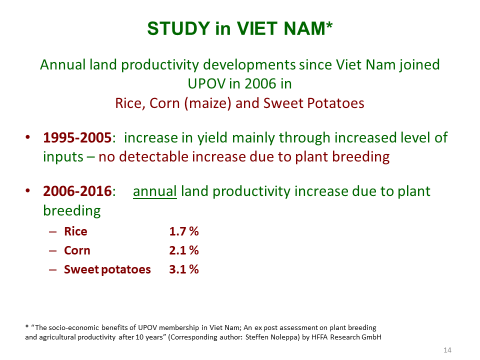 STUDY in VIET NAM*
Annual land productivity developments since Viet Nam joined
UPOV in 2006 in
Rice, Corn (maize) and Sweet Potatoes
• 1995-2005: increase in yield mainly through increased level of
inputs – no detectable increase due to plant breeding
• 2006-2016: annual land productivity increase due to plant
breeding
– Rice 1.7 %
– Corn 2.1 %
– Sweet potatoes 3.1 %
* "The socio-economic benefits of UPOV membership in Viet Nam; An ex post assessment on plant breeding
and agricultural productivity after 10 years" (Corresponding author: Steffen Noleppa) by HFFA Research GmbH
14